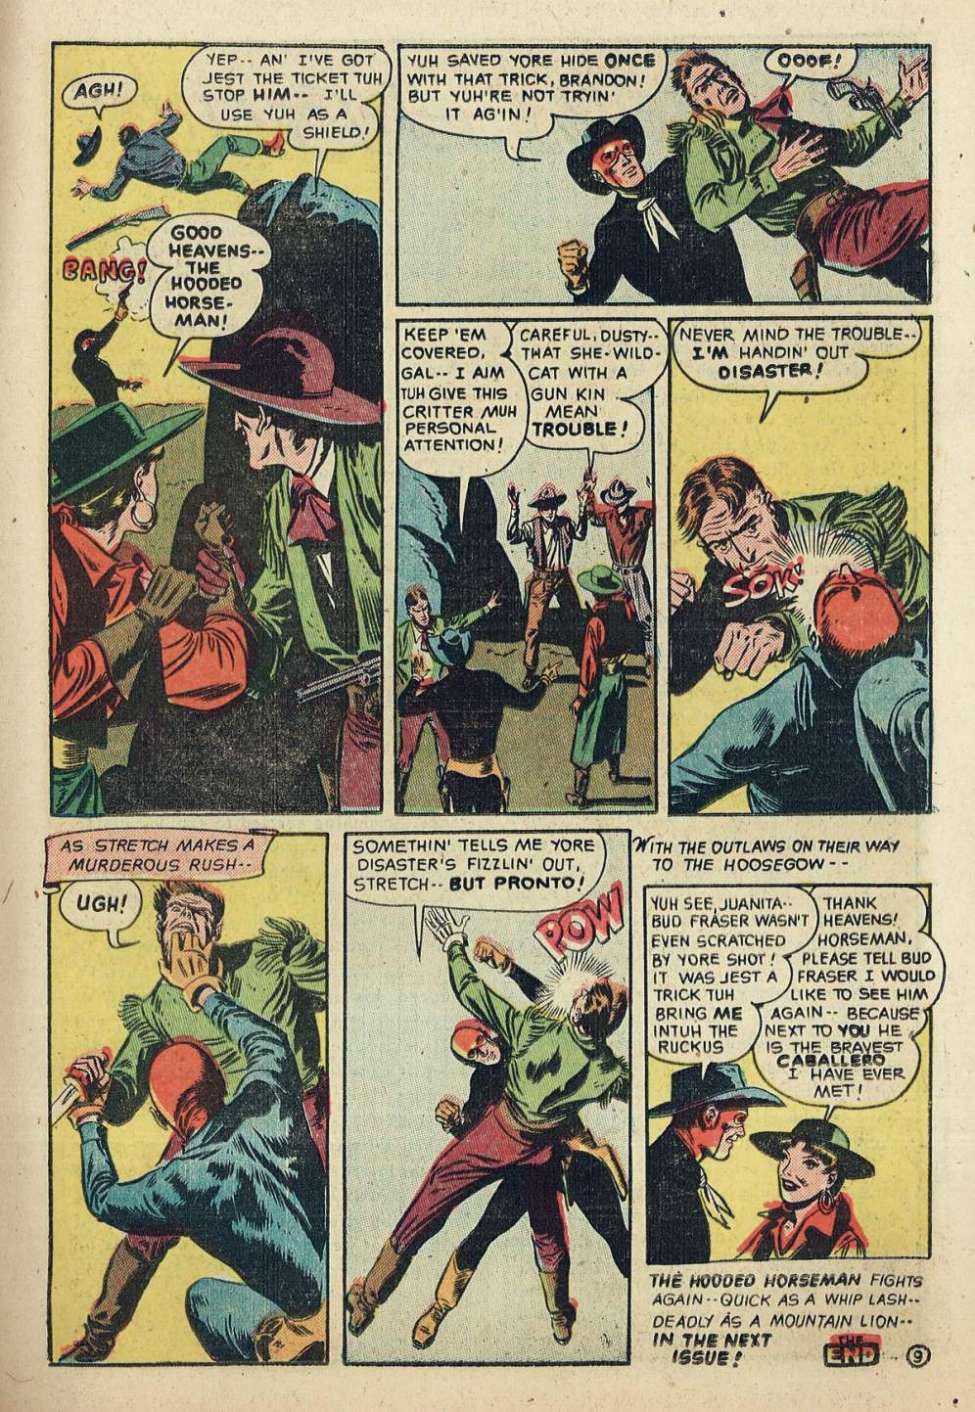 AGH!
YEP-- AN' I'VE GOT
JEST THE TICKET TUH
STOP HIM-- I'LL
USE YUH AS A
SHIELD!
BANG!
GOOD
HEAVENS--
THE
HOODED
HORSE-
MAN!
YUH SAVED YORE HIDE ONCE
WITH THAT TRICK, BRANDON!
BUT YUH'RE NOT TRYIN'
IT AG'IN!
OOOF!
KEEP 'EM
COVERED,
GAL-- I AIM
TUH GIVE THIS
CRITTER MUH
PERSONAL
ATTENTION!
CAREFUL, DUSTY--
THAT SHE-WILD-
CAT WITH A
GUN KIN
MEAN
TROUBLE!
NEVER MIND THE TROUBLE--
I'M HANDIN' OUT
DISASTER!
SOK!
AS STRETCH MAKES A
MURDEROUS RUSH--
UGH!
SOMETHIN' TELLS ME YORE
DISASTER'S FIZZLIN' OUT,
STRETCH-- BUT PRONTO!
POW
WITH THE OUTLAWS ON THEIR WAY
TO THE HOOSEGOW--
YUH SEE, JUANITA--
BUD FRASER WASN'T
EVEN SCRATCHED
BY YORE SHOT!
IT WAS JEST A
TRICK TUH
BRING ME
INTUH THE
RUCKUS
THANK
HEAVENS!
HORSEMAN,
PLEASE TELL BUD
FRASER I WOULD
LIKE TO SEE HIM
AGAIN-- BECAUSE
NEXT TO YOU HE
IS THE BRAVEST
CABALLERO
I HAVE EVER
MET!
THE HOODED HORSEMAN FIGHTS
AGAIN--QUICK AS A WHIP LASH--
DEADLY AS A MOUNTAIN LION--
IN THE NEXT
ISSUE!
THE
END
9